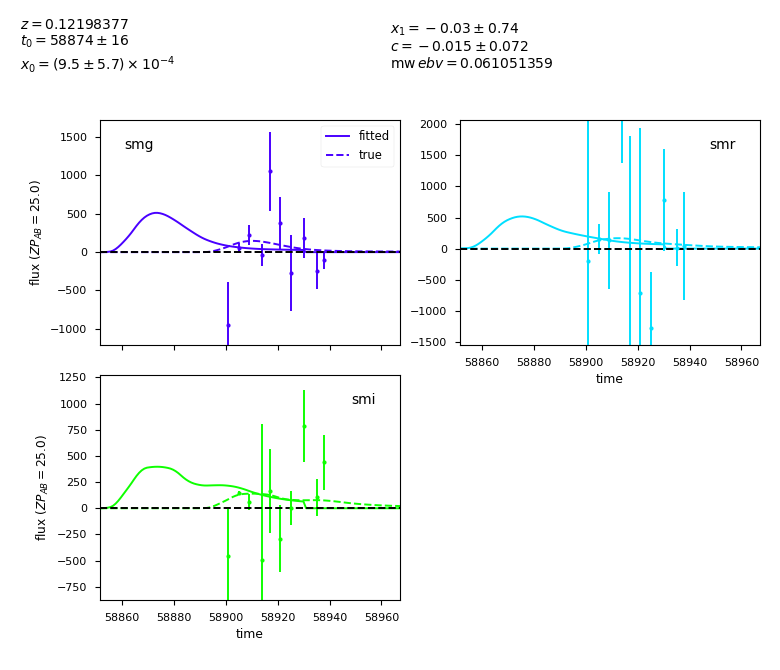 z = 0.12198377
t₀ = 58874 ± 16
x₀ = (9.5 ± 5.7) × 10⁻⁴
x₁ = −0.03 ± 0.74
c = −0.015 ± 0.072
mw ebv = 0.061051359
smg
fitted
true
flux (ZP_AB = 25.0)
1500
1000
500
0
−500
−1000
smr
2000
1500
1000
500
0
−500
−1000
−1500
58860 58880 58900 58920 58940 58960
time
smi
flux (ZP_AB = 25.0)
1250
1000
750
500
250
0
−250
−500
−750
58860 58880 58900 58920 58940 58960
time